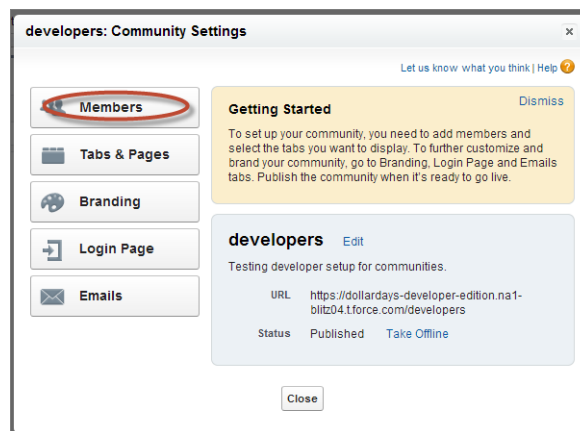 developers: Community Settings
x
Let us know what you think | Help ?
Members
Tabs & Pages
Branding
Login Page
Emails
Getting Started
Dismiss
To set up your community, you need to add members and
select the tabs you want to display. To further customize and
brand your community, go to Branding, Login Page and Emails
tabs. Publish the community when it's ready to go live.
developers Edit
Testing developer setup for communities.
URL https://dollardays-developer-edition.na1-
blitz04.t.force.com/developers
Status Published Take Offline
Close